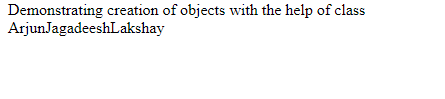 Demonstrating creation of objects with the help of class
ArjunJagadeeshLakshay